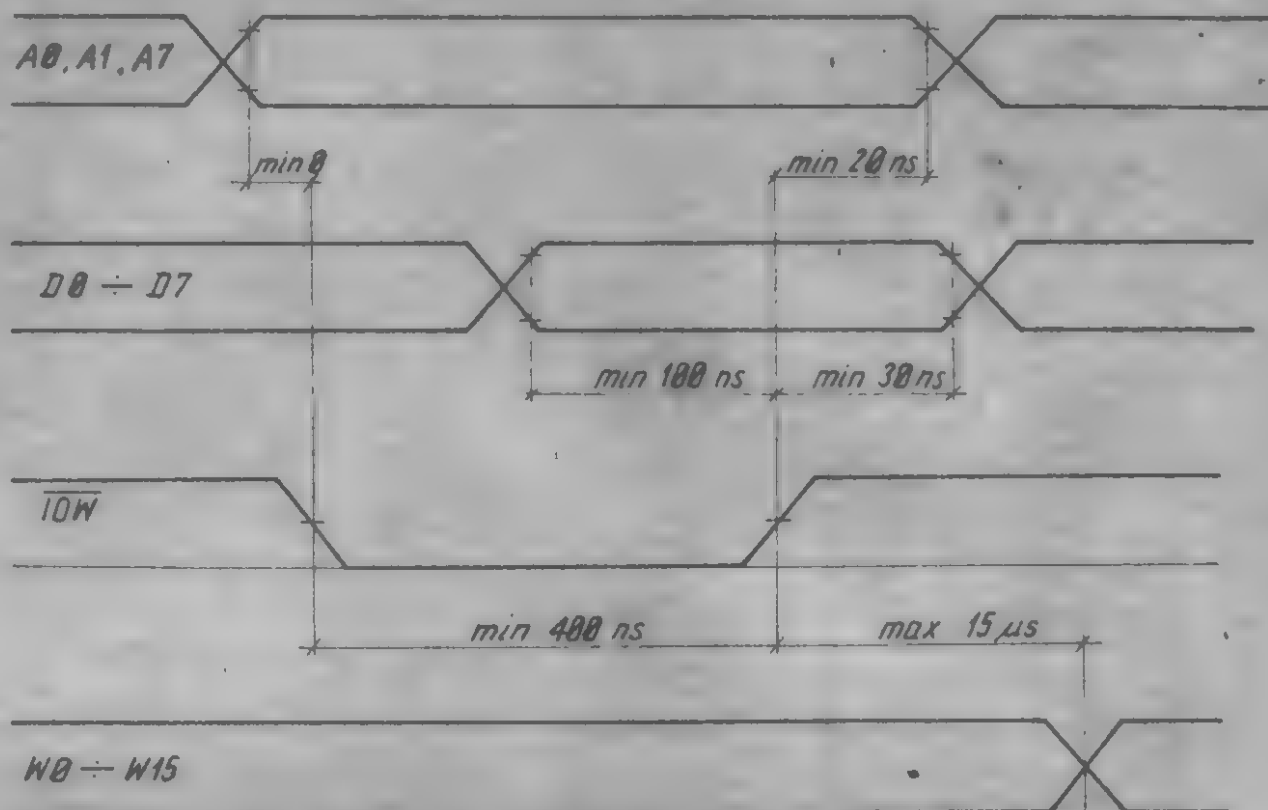 A0, A1, A7
min 0
min 20 ns
D0 ÷ D7
min 100 ns
min 30 ns
I̅O̅W̅
min 400 ns
max 15 µs
W0 ÷ W15